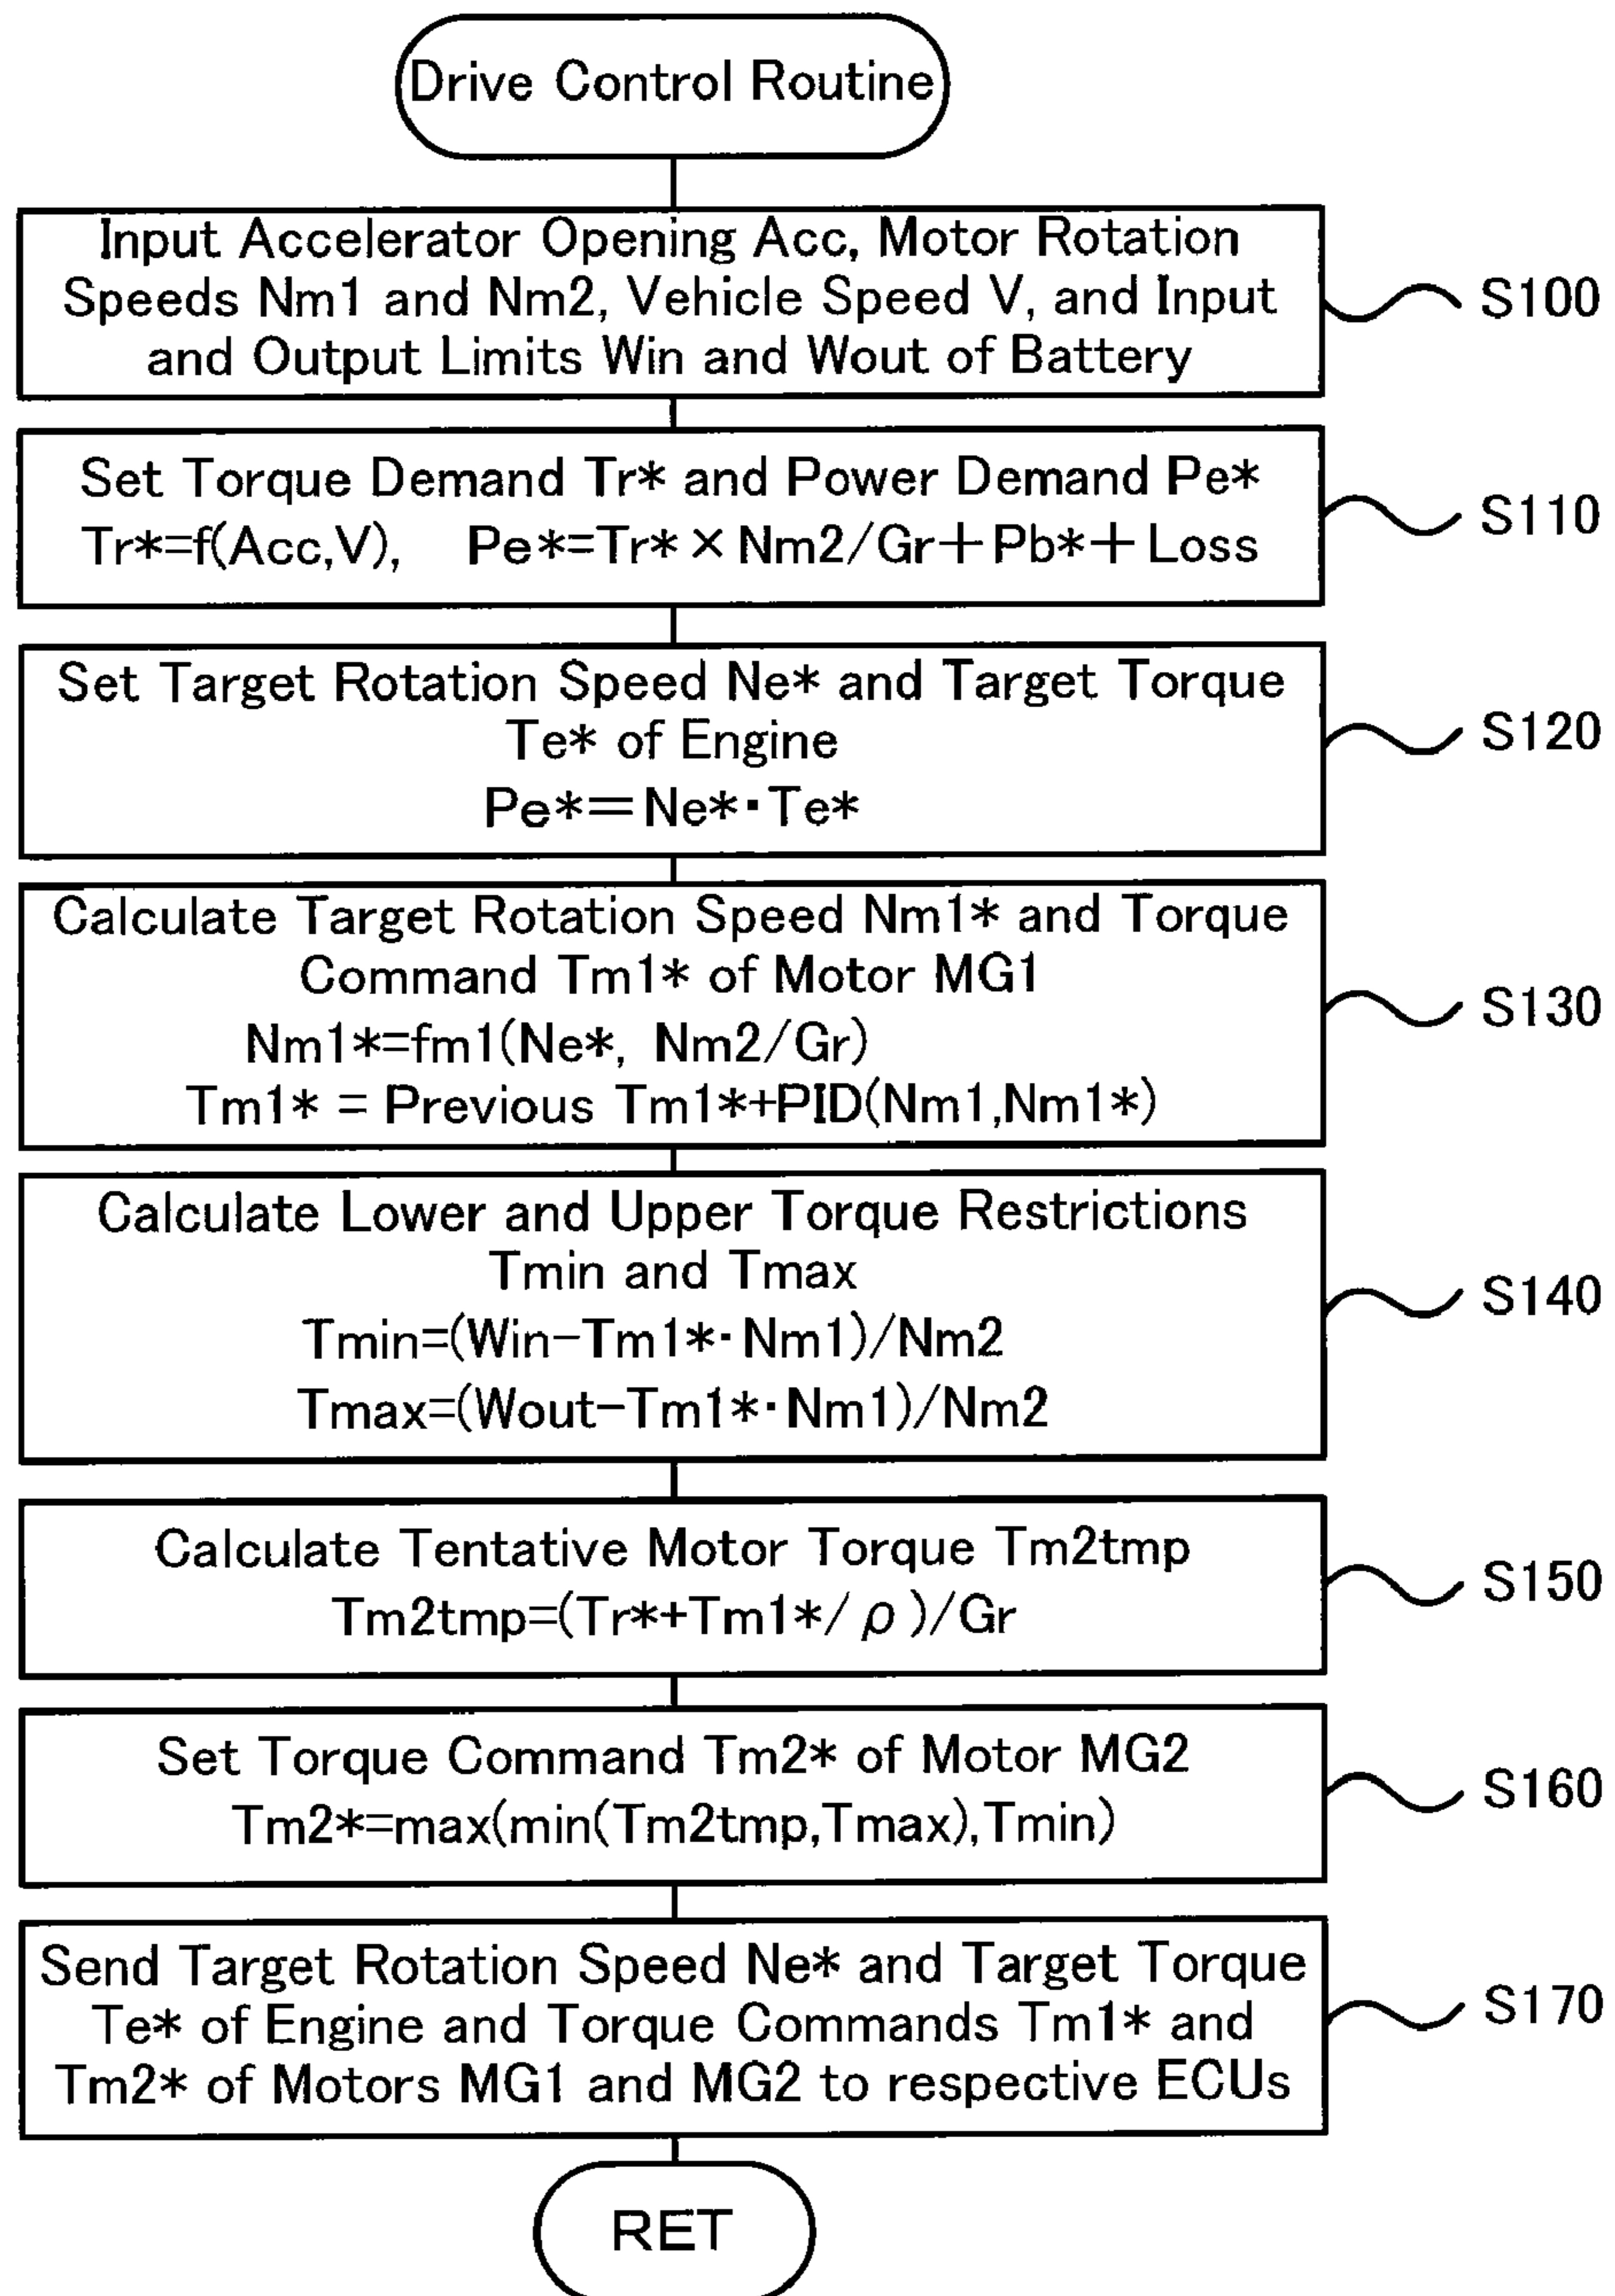 Drive Control Routine
Input Accelerator Opening Acc, Motor Rotation
Speeds Nm1 and Nm2, Vehicle Speed V, and Input
and Output Limits Win and Wout of Battery
S100
Set Torque Demand Tr* and Power Demand Pe*
Tr*=f(Acc,V), Pe*=Tr*×Nm2/Gr+Pb*+Loss
S110
Set Target Rotation Speed Ne* and Target Torque
Te* of Engine
Pe*=Ne*·Te*
S120
Calculate Target Rotation Speed Nm1* and Torque
Command Tm1* of Motor MG1
Nm1*=fm1(Ne*, Nm2/Gr)
Tm1* = Previous Tm1*+PID(Nm1,Nm1*)
S130
Calculate Lower and Upper Torque Restrictions
Tmin and Tmax
Tmin=(Win-Tm1*·Nm1)/Nm2
Tmax=(Wout-Tm1*·Nm1)/Nm2
S140
Calculate Tentative Motor Torque Tm2tmp
Tm2tmp=(Tr*+Tm1*/ρ)/Gr
S150
Set Torque Command Tm2* of Motor MG2
Tm2*=max(min(Tm2tmp,Tmax),Tmin)
S160
Send Target Rotation Speed Ne* and Target Torque
Te* of Engine and Torque Commands Tm1* and
Tm2* of Motors MG1 and MG2 to respective ECUs
S170
RET